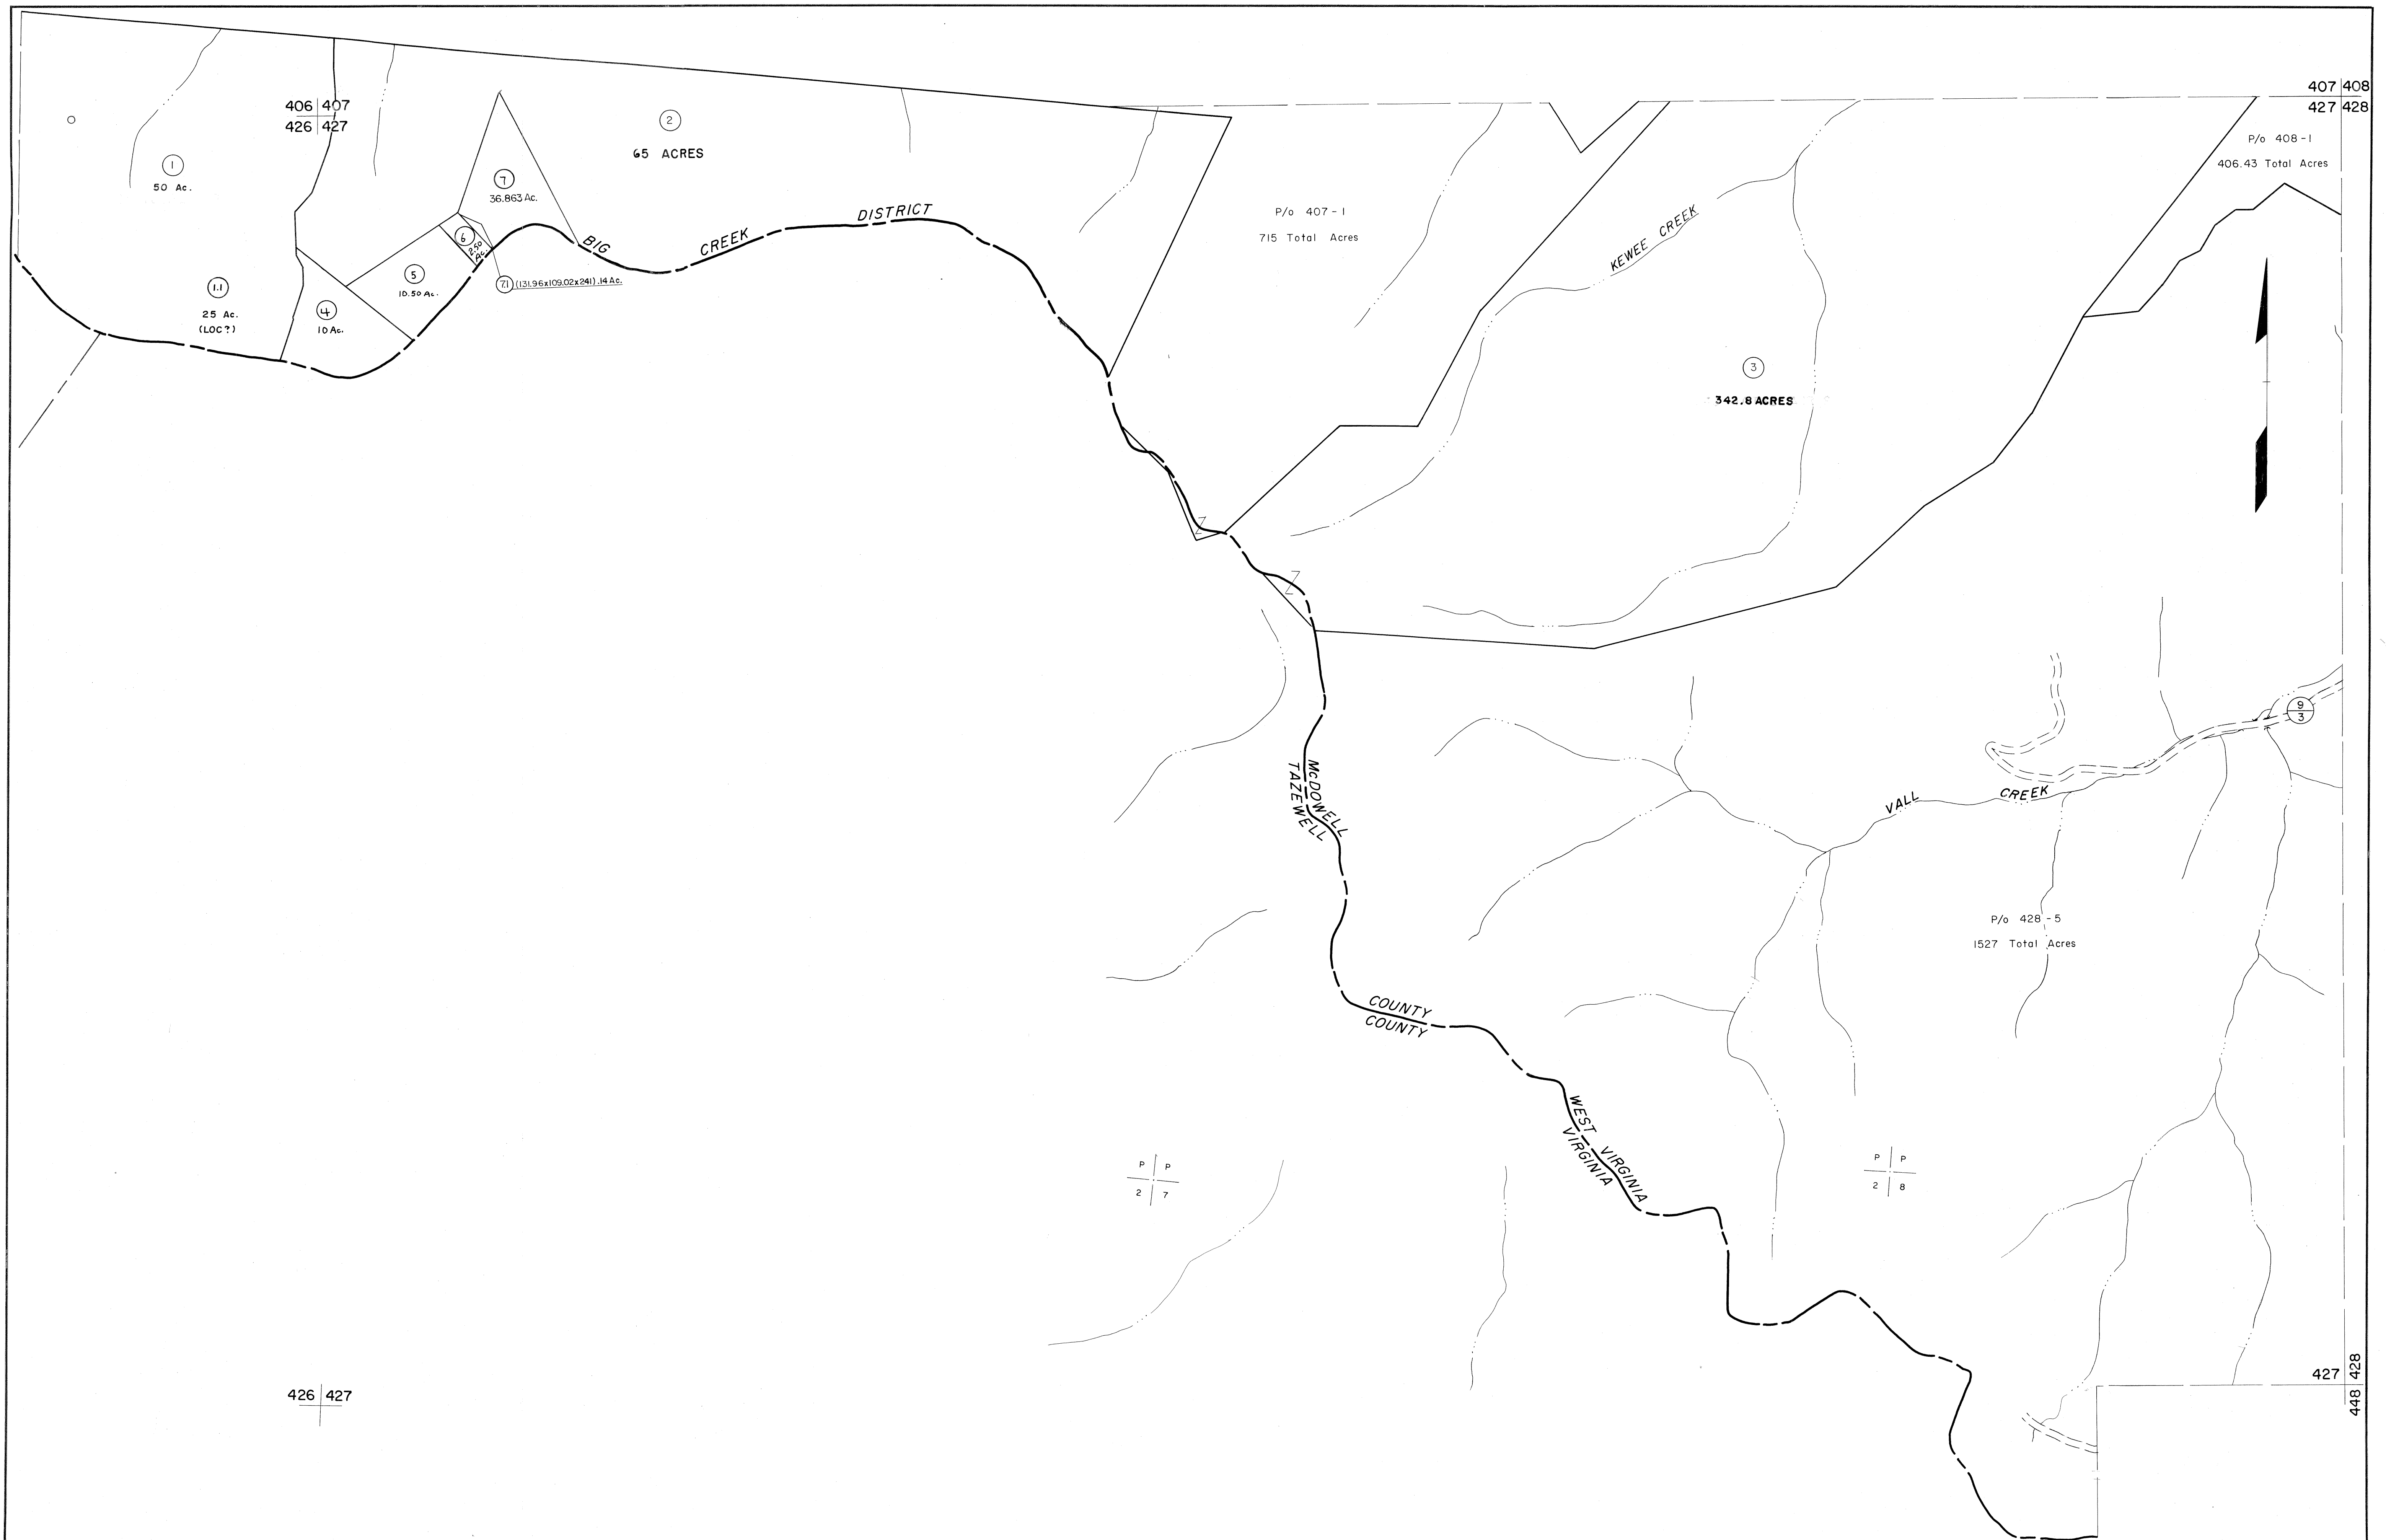 406 407
426 427
407 408
427 428
1
50 Ac.
2
65 ACRES
7
36.863 Ac.
P/o 408-1
406.43 Total Acres
P/o 407-1
715 Total Acres
KEWEE CREEK
BIG CREEK DISTRICT
6
2.50
Ac.
5
10.50 Ac.
7.1 (131.96x109.02x241) .14 Ac.
1.1
25 Ac.
(LOC?)
4
10 Ac.
3
342.8 ACRES
Z
Z
9
3
McDOWELL
TAZEWELL
VALL CREEK
P/o 428-5
1527 Total Acres
COUNTY
COUNTY
WEST VIRGINIA
VIRGINIA
P P
2 7
P P
2 8
426 427
427 428
448